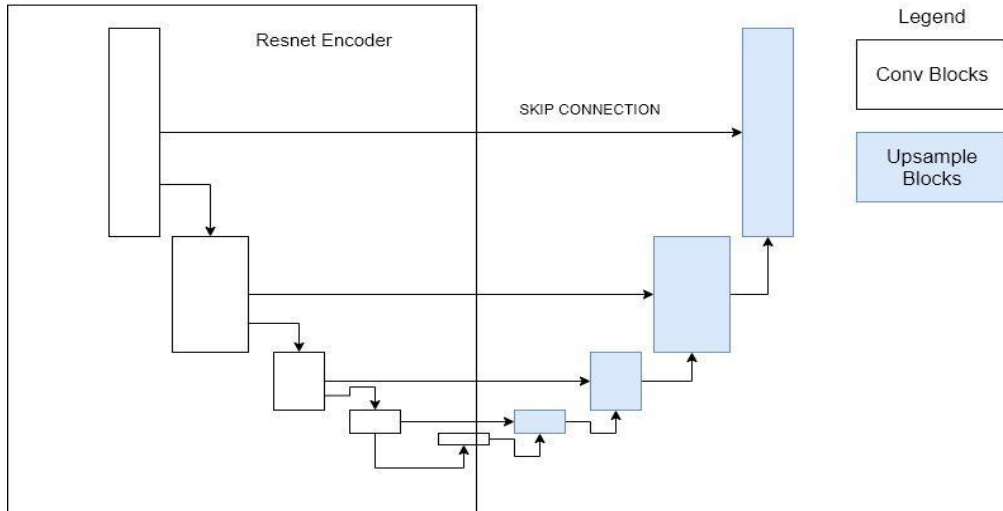 Resnet Encoder
SKIP CONNECTION
Legend
Conv Blocks
Upsample
Blocks